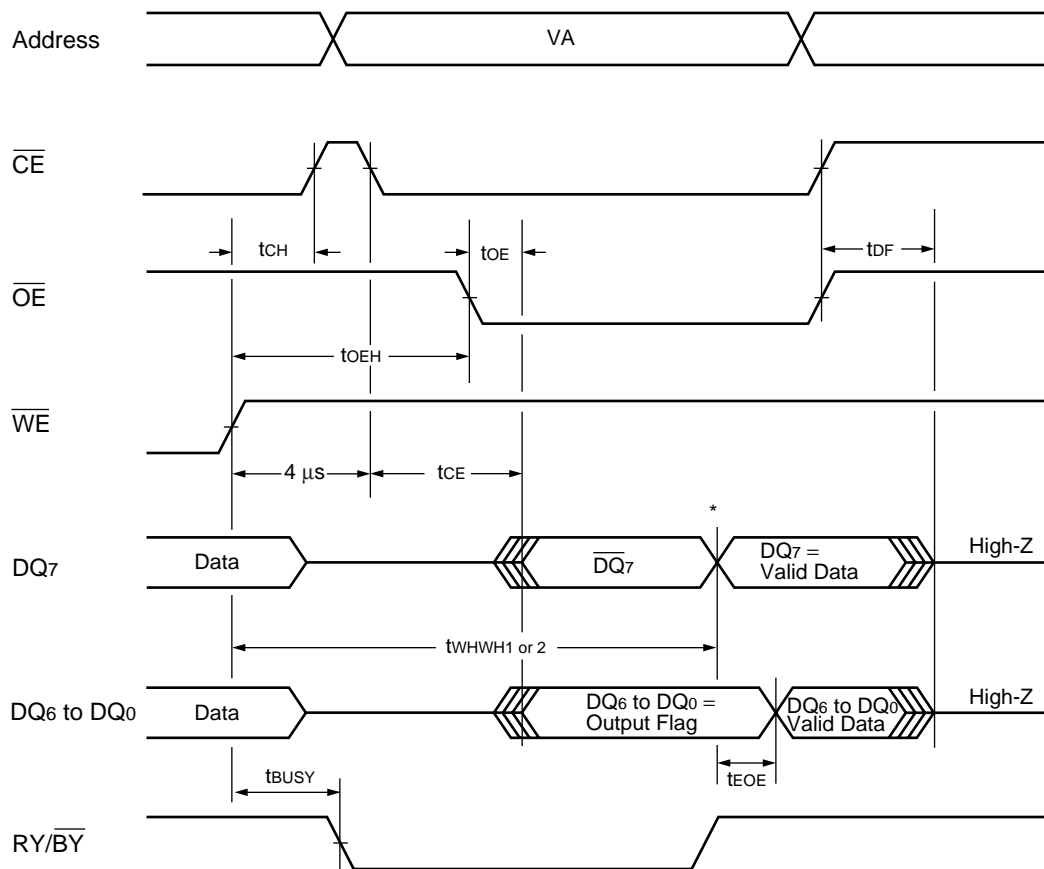 Address
VA
CE
tCH
tOE
tDF
OE
tOEH
WE
4 μs
tCE
*
DQ7
Data
DQ7
DQ7 =
Valid Data
High-Z
tWHWH1 or 2
DQ6 to DQ0
Data
DQ6 to DQ0 =
Output Flag
DQ6 to DQ0
Valid Data
High-Z
tBUSY
tEOE
RY/BY